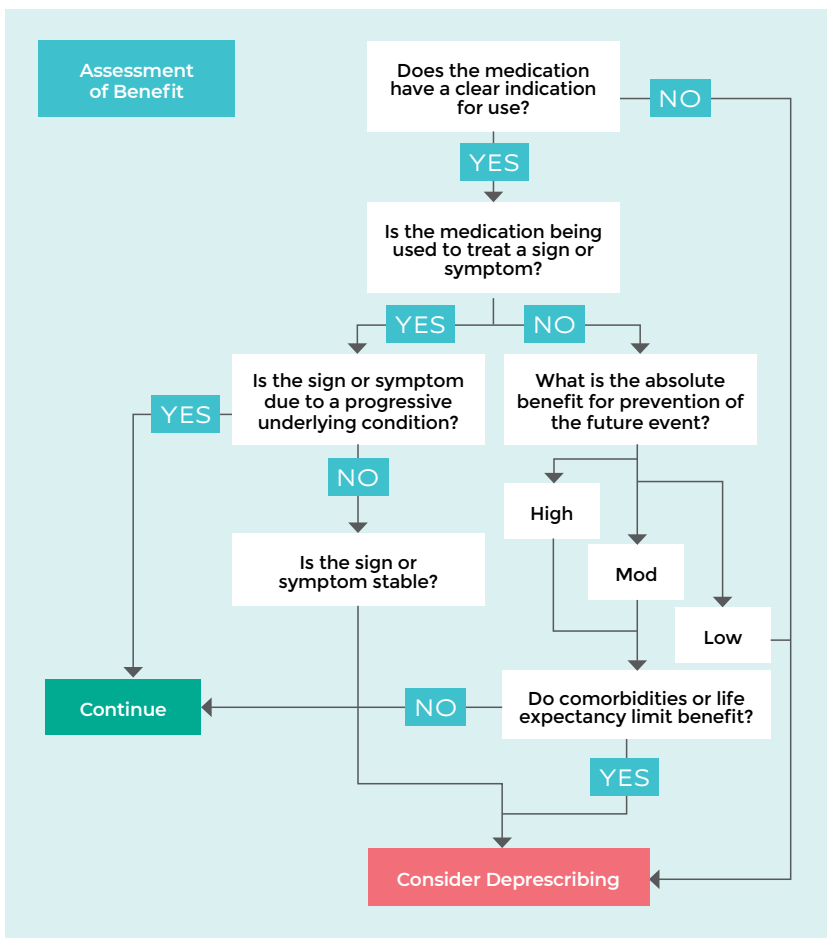 Assessment
of Benefit
Does the medication
have a clear indication
for use?
NO
YES
Is the medication being
used to treat a sign or
symptom?
YES
NO
Is the sign or symptom
due to a progressive
underlying condition?
What is the absolute
benefit for prevention of
the future event?
YES
NO
High
Is the sign or
symptom stable?
Mod
Low
Continue
NO
Do comorbidities or life
expectancy limit benefit?
YES
Consider Deprescribing